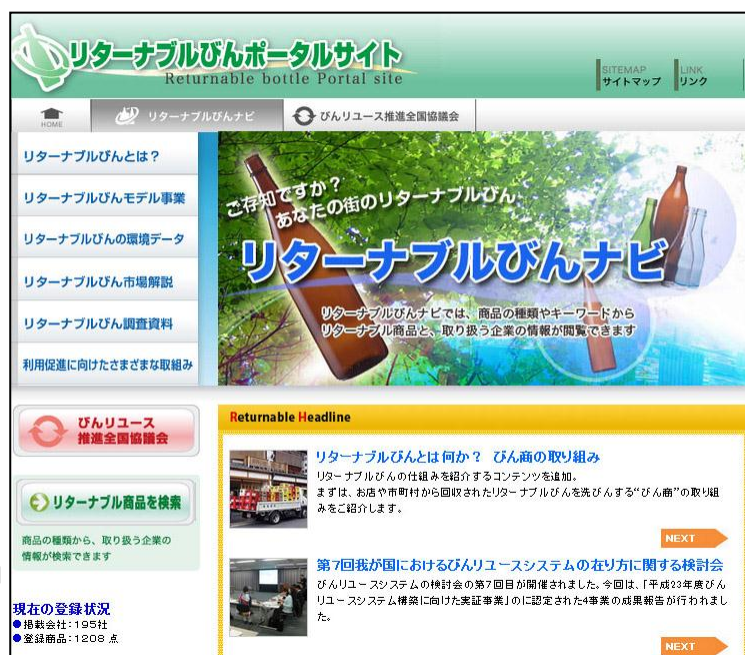 リターナブルびんポータルサイト
Returnable bottle Portal site
SITEMAP
サイトマップ
LINK
リンク
HOME
リターナブルびんナビ
びんリユース推進全国協議会
リターナブルびんとは？
リターナブルびんモデル事業
リターナブルびんの環境データ
リターナブルびん市場解説
リターナブルびん調査資料
利用促進に向けたさまざまな取組み
ご存知ですか？
あなたの街のリターナブルびん
リターナブルびんナビ
リターナブルびんナビでは、商品の種類やキーワードから
リターナブル商品と、取り扱う企業の情報が閲覧できます
びんリユース
推進全国協議会
リターナブル商品を検索
商品の種類から、取り扱う企業の
情報が検索できます
現在の登録状況
●掲載会社：195社
●登録商品：1208 点
Returnable Headline
リターナブルびんとは何か？ びん商の取り組み
リターナブルびんの仕組みを紹介するコンテンツを追加。
まずは、お店や市町村から回収されたリターナブルびんを洗びんする“びん商”の取り組
みをご紹介します。
NEXT
第7回我が国におけるびんリユースシステムの在り方に関する検討会
びんリユースシステムの検討会の第7回目が開催されました。今回は、「平成23年度びん
リユースシステム構築に向けた実証事業」のに認定された4事業の成果報告が行われまし
た。
NEXT